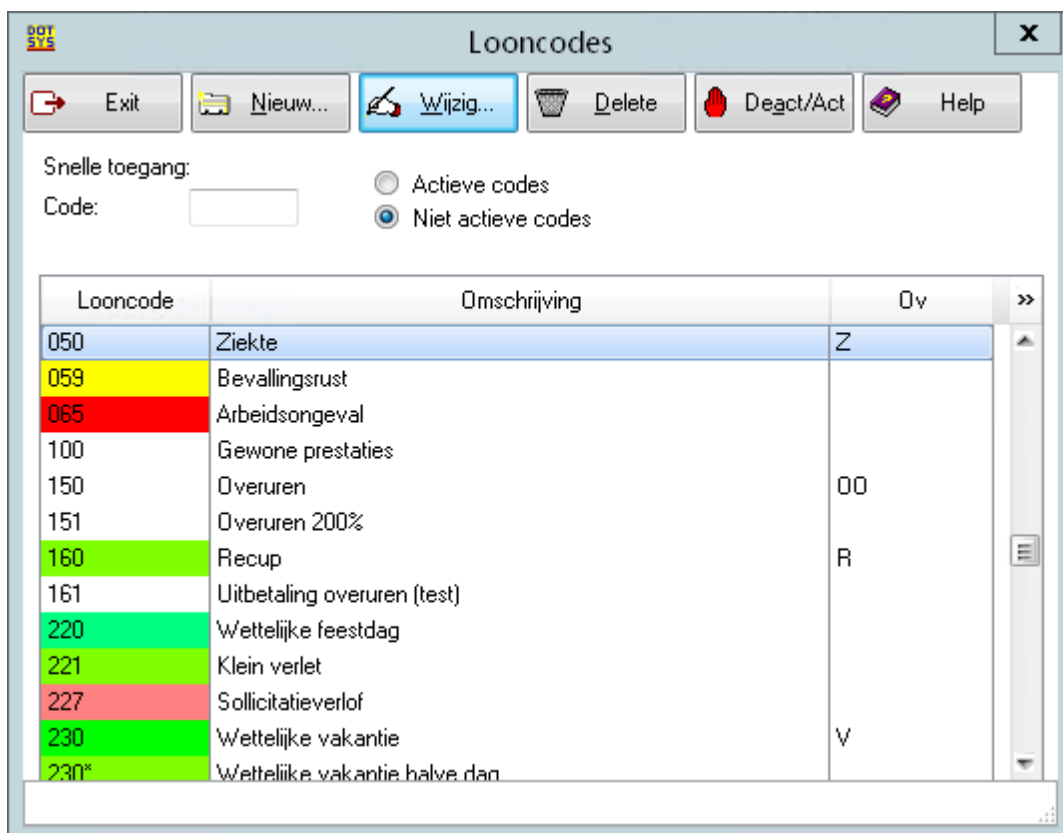 DOT
SYS
Looncodes
x
Exit
Nieuw...
Wijzig...
Delete
Deact/Act
Help
Snelle toegang:
Code:
Actieve codes
Niet actieve codes
Looncode Omschrijving Ov »
050 Ziekte Z
059 Bevallingsrust
065 Arbeidsongeval
100 Gewone prestaties
150 Overuren OO
151 Overuren 200%
160 Recup R
161 Uitbetaling overuren (test)
220 Wettelijke feestdag
221 Klein verlet
227 Sollicitatieverlof
230 Wettelijke vakantie V
230* Wettelijke vakantie halve dag